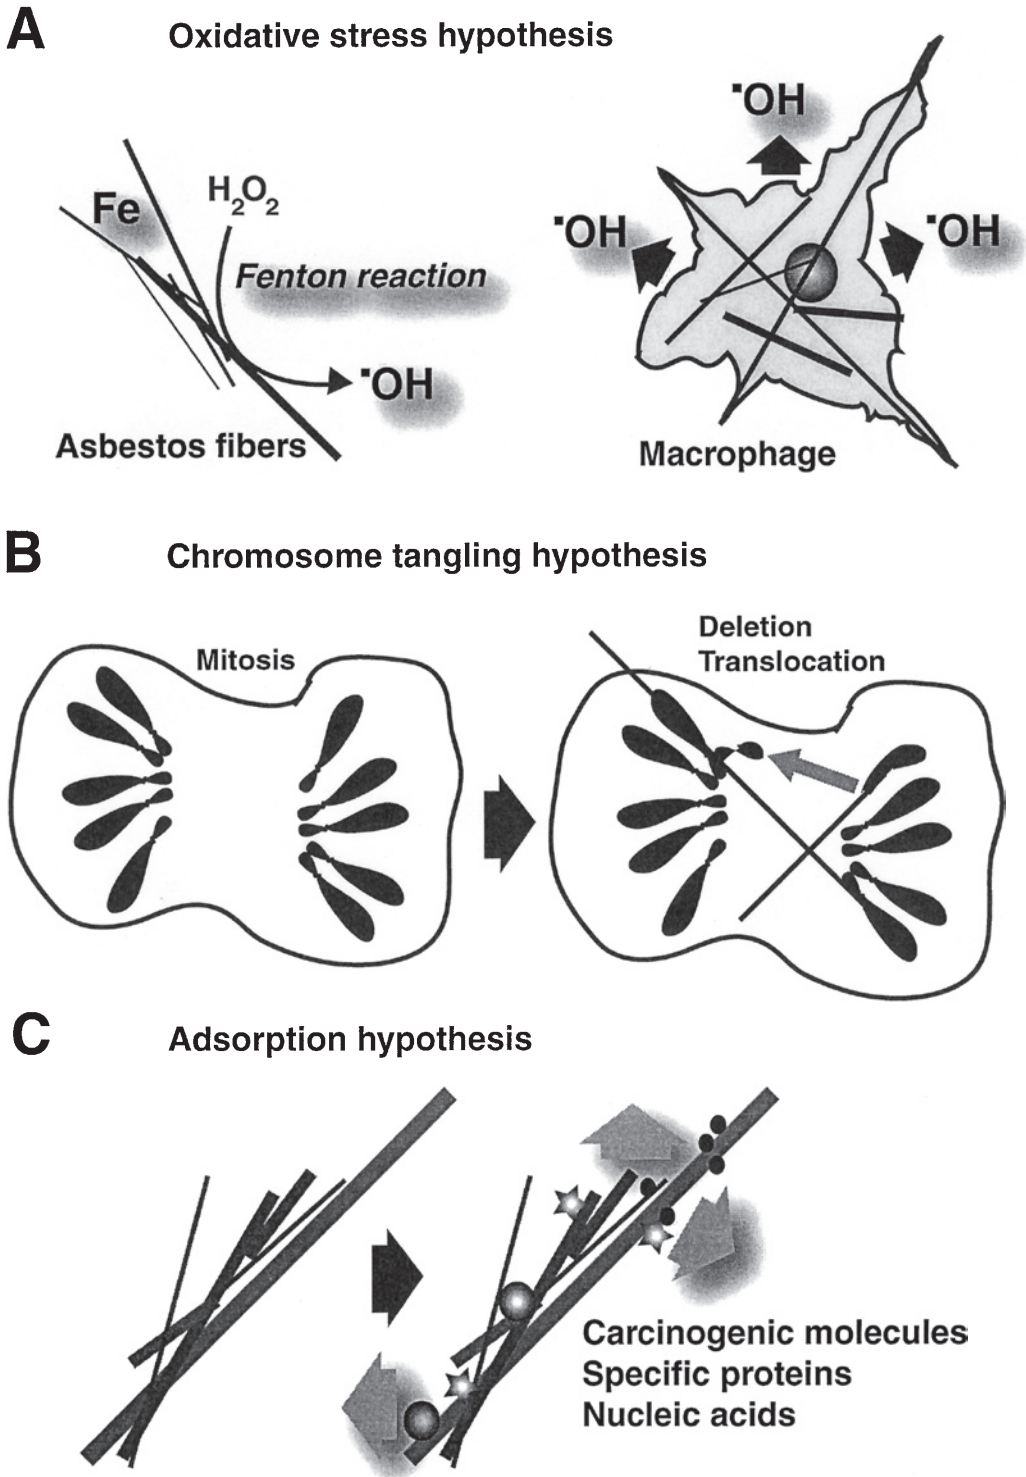 A
Oxidative stress hypothesis
Fe
H₂O₂
Fenton reaction
▪OH
Asbestos fibers
▪OH
▪OH
▪OH
Macrophage
B
Chromosome tangling hypothesis
Mitosis
Deletion
Translocation
C
Adsorption hypothesis
Carcinogenic molecules
Specific proteins
Nucleic acids